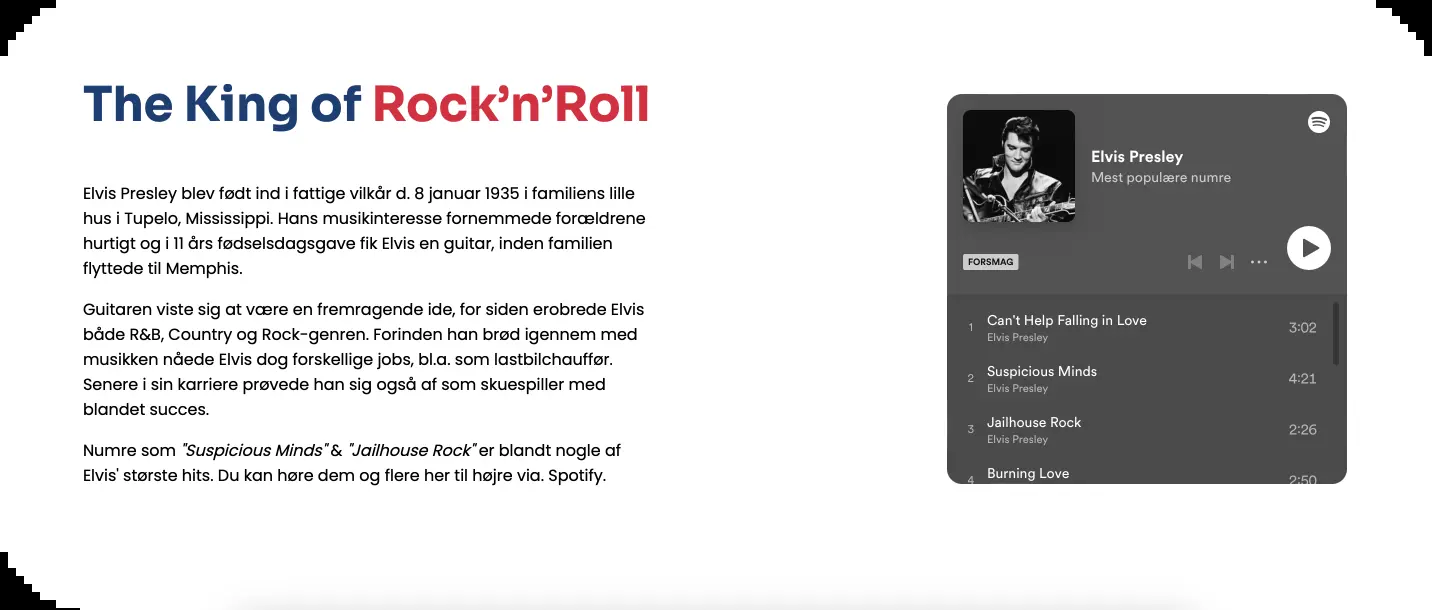 The King of Rock’n’Roll
Elvis Presley blev født ind i fattige vilkår d. 8 januar 1935 i familiens lille
hus i Tupelo, Mississippi. Hans musikinteresse fornemmede forældrene
hurtigt og i 11 års fødselsdagsgave fik Elvis en guitar, inden familien
flyttede til Memphis.
Guitaren viste sig at være en fremragende ide, for siden erobrede Elvis
både R&B, Country og Rock-genren. Forinden han brød igennem med
musikken nåede Elvis dog forskellige jobs, bl.a. som lastbilchauffør.
Senere i sin karriere prøvede han sig også af som skuespiller med
blandet succes.
Numre som "Suspicious Minds" & "Jailhouse Rock" er blandt nogle af
Elvis' største hits. Du kan høre dem og flere her til højre via. Spotify.
Elvis Presley
Mest populære numre
FORSMAG
1 Can't Help Falling in Love 3:02
Elvis Presley
2 Suspicious Minds 4:21
Elvis Presley
3 Jailhouse Rock 2:26
Elvis Presley
4 Burning Love 2:50